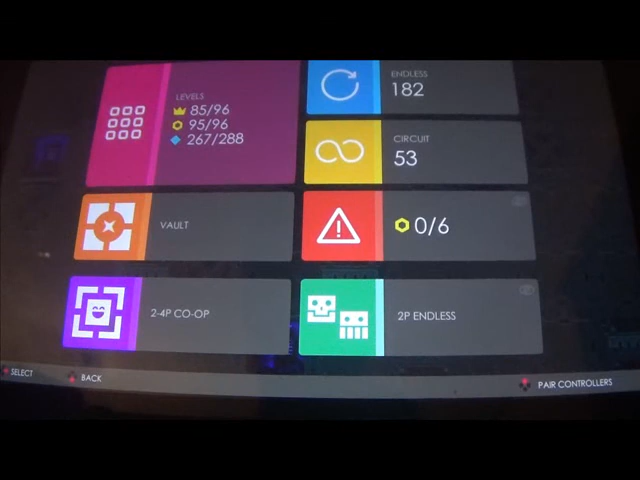 LEVELS
85/96
95/96
267/288
ENDLESS
182
CIRCUIT
53
VAULT
0/6
2-4P CO-OP
2P ENDLESS
SELECT
BACK
PAIR CONTROLLERS